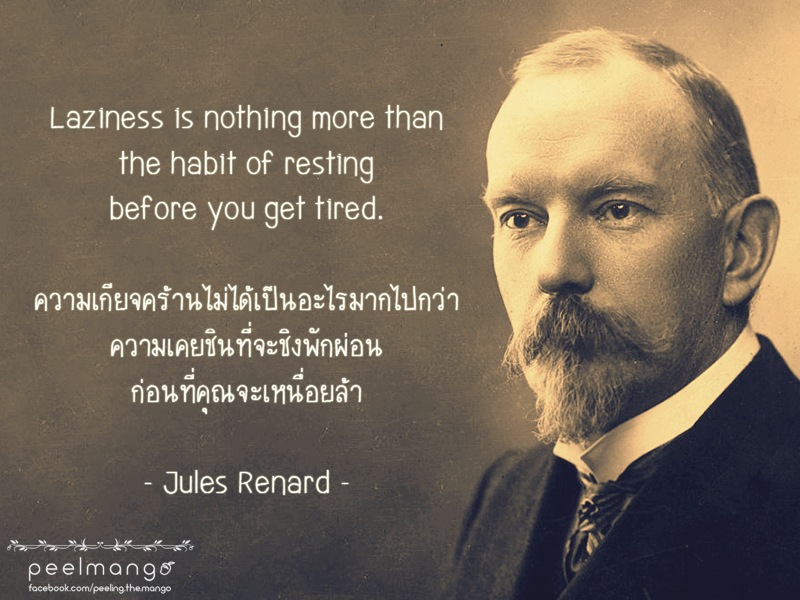 Laziness is nothing more than
the habit of resting
before you get tired.
ความเกียจคร้านไม่ได้เป็นอะไรมากไปกว่า
ความเคยชินที่จะชิงพักผ่อน
ก่อนที่คุณจะเหนื่อยล้า
- Jules Renard -
peelmango
facebook.com/peeling.the.mango